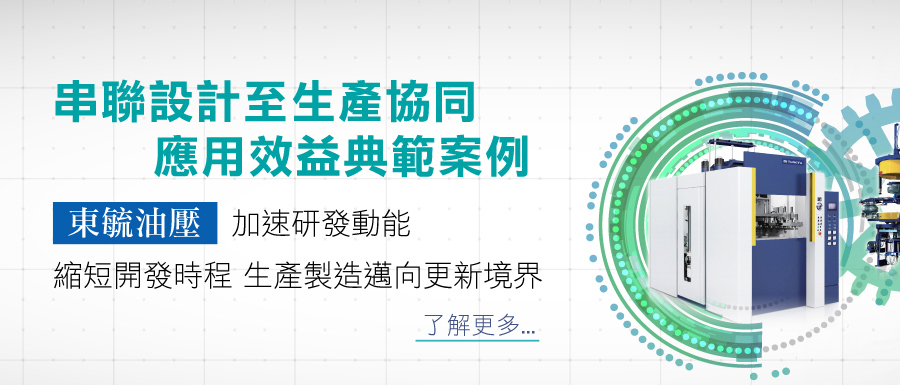 串聯設計至生產協同
應用效益典範案例
東毓油壓 加速研發動能
縮短開發時程 生產製造邁向更新境界
了解更多...